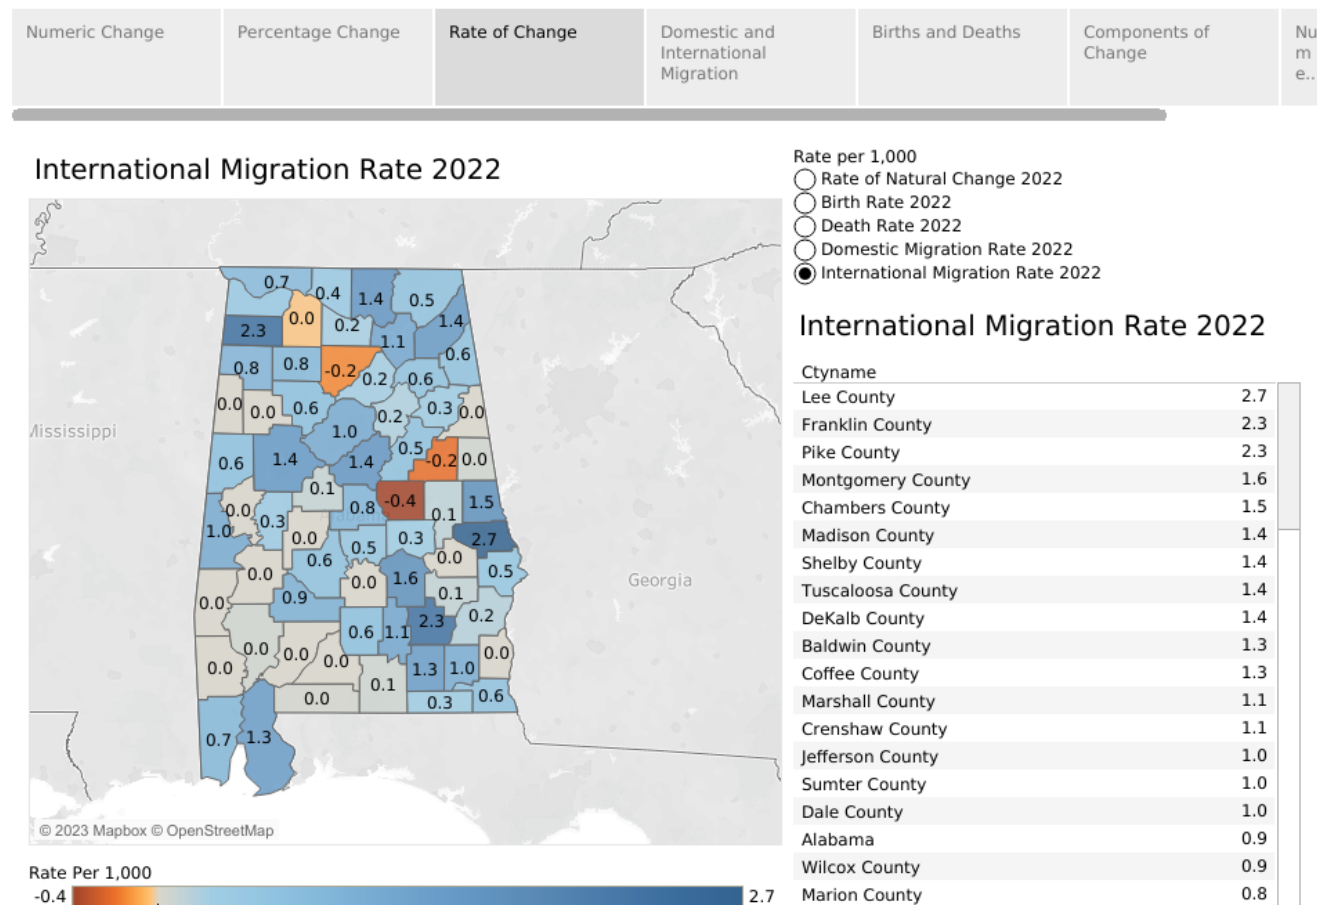 Numeric Change
Percentage Change
Rate of Change
Domestic and
International
Migration
Births and Deaths
Components of
Change
Nu
m
e..
International Migration Rate 2022
Rate per 1,000
Rate of Natural Change 2022
Birth Rate 2022
Death Rate 2022
Domestic Migration Rate 2022
International Migration Rate 2022
International Migration Rate 2022
Ctyname
Lee County 2.7
Franklin County 2.3
Pike County 2.3
Montgomery County 1.6
Chambers County 1.5
Madison County 1.4
Shelby County 1.4
Tuscaloosa County 1.4
DeKalb County 1.4
Baldwin County 1.3
Coffee County 1.3
Marshall County 1.1
Crenshaw County 1.1
Jefferson County 1.0
Sumter County 1.0
Dale County 1.0
Alabama 0.9
Wilcox County 0.9
Marion County 0.8
0.7 0.4 1.4 0.5
2.3 0.0 0.2 1.1 1.4
0.8 0.8 -0.2 0.2 0.6 0.6
0.0 0.0 0.6 1.0 0.2 0.3 0.0
Mississippi
0.6 1.4 1.4 0.5 -0.2 0.0
0.1 0.8 -0.4 0.1 1.5
1.0 0.0 0.3 0.0 0.5 0.3 2.7
0.0 0.6 0.0 1.6 0.0 0.5
Georgia
0.0 0.9 0.1
0.6 1.1 2.3 0.2
0.0 0.0 0.0 0.0 1.3 1.0 0.0
0.0 0.1 0.3 0.6
0.7 1.3
© 2023 Mapbox © OpenStreetMap
Rate Per 1,000
-0.4 2.7